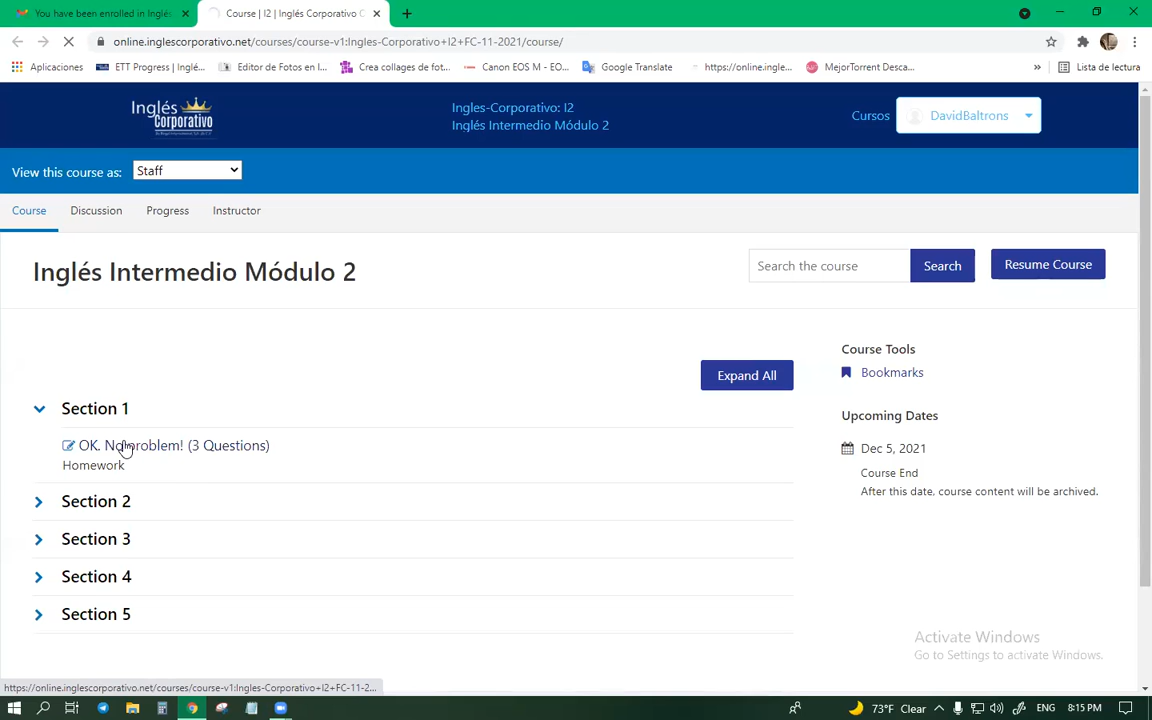 You have been enrolled in Inglés
Course | I2 | Inglés Corporativo C
online.inglescorporativo.net/courses/course-v1:Ingles-Corporativo+I2+FC-11-2021/course/
Aplicaciones
ETT Progress | Inglé...
Editor de Fotos en l...
Crea collages de fot...
Canon EOS M - EO...
Google Translate
https://online.ingle...
MejorTorrent Desca...
»
Lista de lectura
Inglés
Corporativo
Ingles-Corporativo: I2
Inglés Intermedio Módulo 2
Cursos
DavidBaltrons
View this course as:
Staff
Course
Discussion
Progress
Instructor
Inglés Intermedio Módulo 2
Search the course
Search
Resume Course
Expand All
Course Tools
Bookmarks
Section 1
OK. No problem! (3 Questions)
Homework
Upcoming Dates
Dec 5, 2021
Course End
After this date, course content will be archived.
Section 2
Section 3
Section 4
Section 5
Activate Windows
Go to Settings to activate Windows.
https://online.inglescorporativo.net/courses/course-v1:Ingles-Corporativo+I2+FC-11-2...
73°F Clear
ENG
8:15 PM